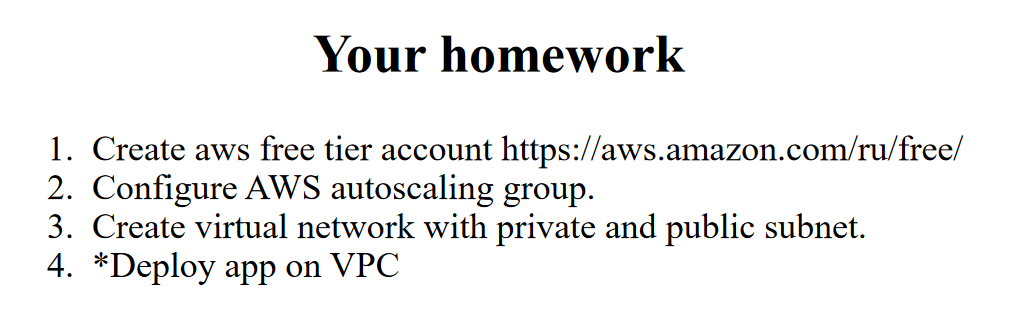 Your homework
1. Create aws free tier account https://aws.amazon.com/ru/free/
2. Configure AWS autoscaling group.
3. Create virtual network with private and public subnet.
4. *Deploy app on VPC